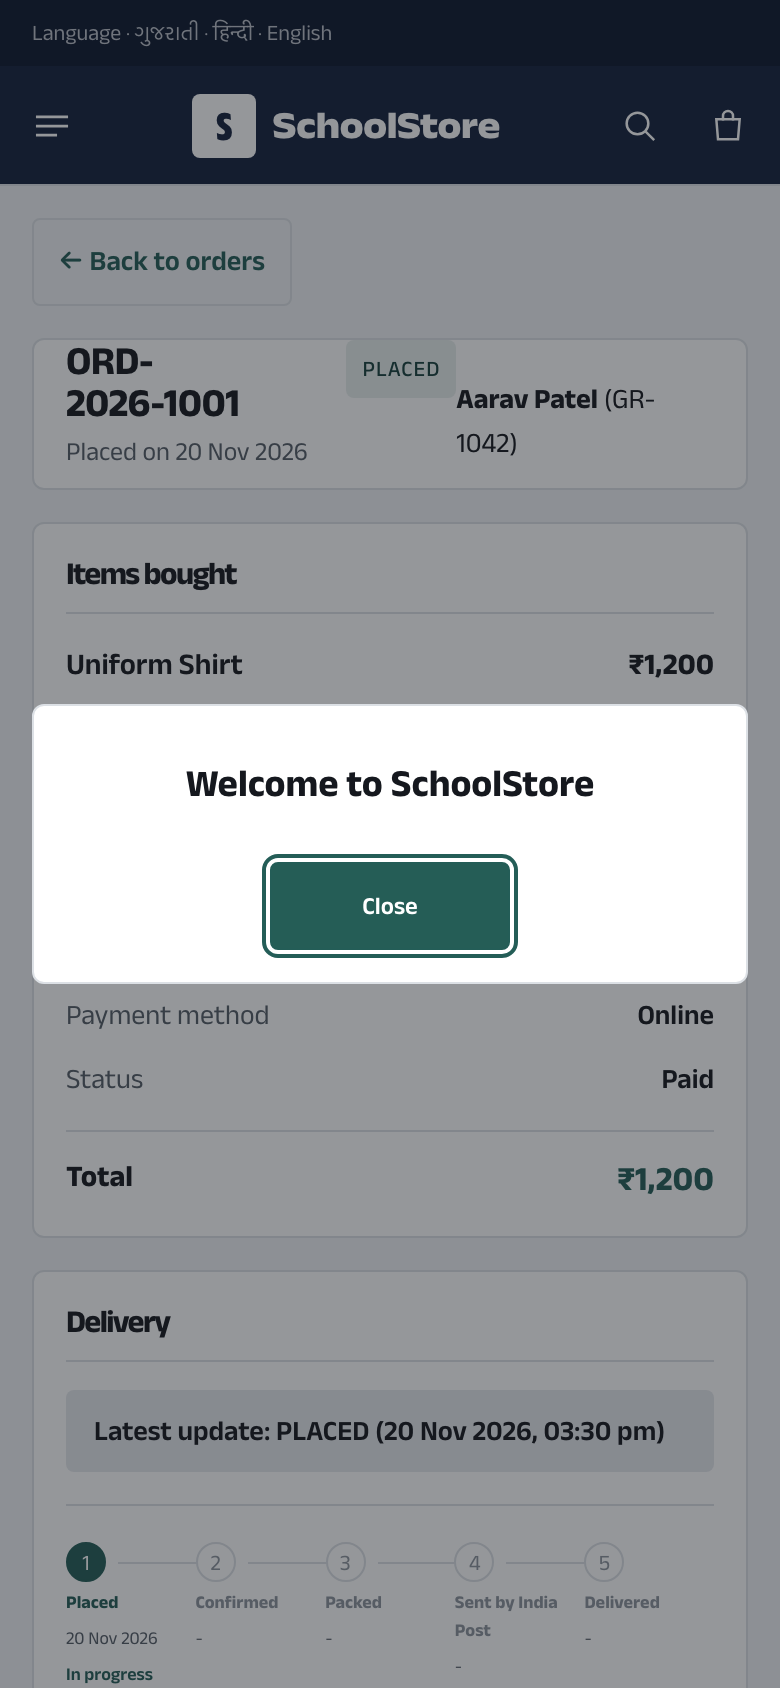 Language · ગુજરાતી · हिन्दी · English
S SchoolStore
← Back to orders
ORD-
2026-1001
Placed on 20 Nov 2026
PLACED
Aarav Patel (GR-
1042)
Items bought
Uniform Shirt ₹1,200
Welcome to SchoolStore
Close
Payment method Online
Status Paid
Total ₹1,200
Delivery
Latest update: PLACED (20 Nov 2026, 03:30 pm)
1 2 3 4 5
Placed Confirmed Packed Sent by India Delivered
Post
20 Nov 2026 - - - -
In progress